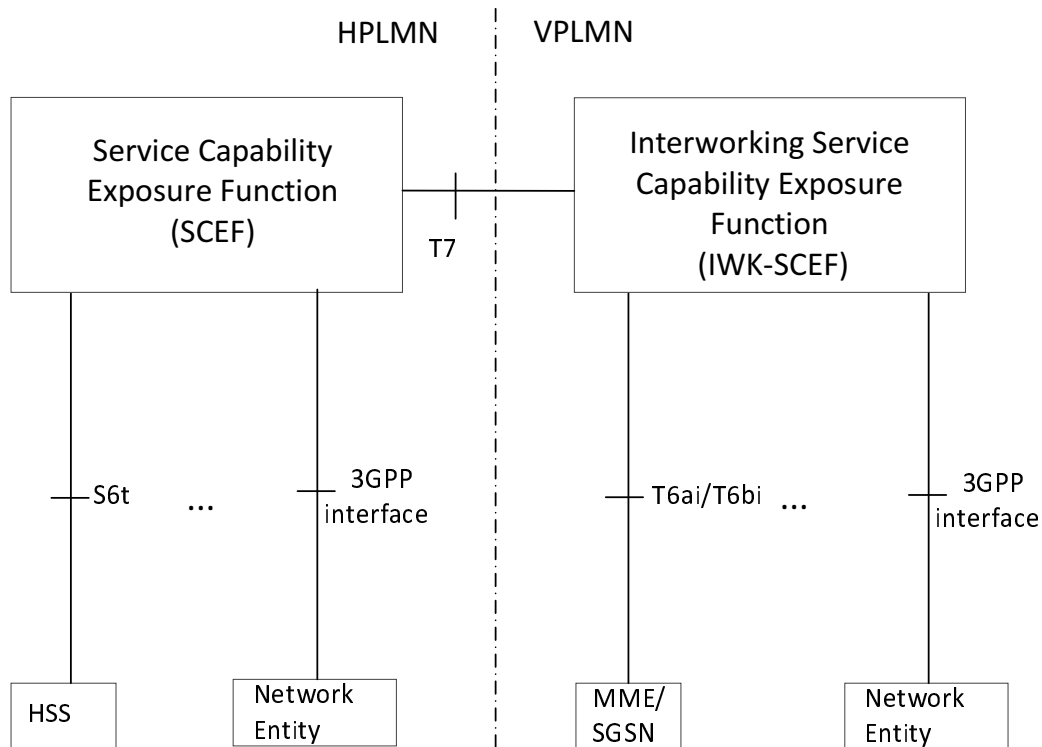 HPLMN
VPLMN
Service Capability
Exposure Function
(SCEF)
T7
Interworking Service
Capability Exposure
Function
(IWK-SCEF)
S6t
...
3GPP
interface
T6ai/T6bi
...
3GPP
interface
HSS
Network
Entity
MME/
SGSN
Network
Entity